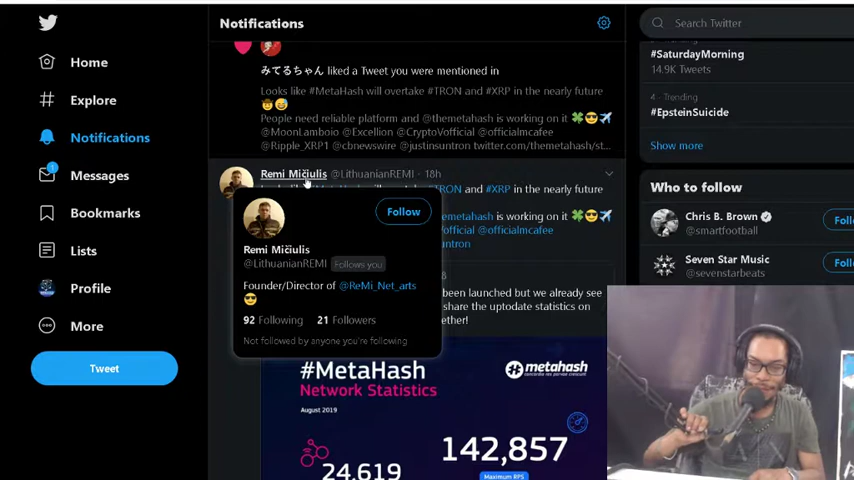 Notifications
Search Twitter
Home
Explore
Notifications
1
Messages
Bookmarks
Lists
Profile
More
Tweet
みてるちゃん liked a Tweet you were mentioned in
Looks like #MetaHash will overtake #TRON and #XRP in the nearly future
🤠😅
People need reliable platform and @themetahash is working on it 🍀😎✈️
@MoonLamboio @Excellion @CryptoVofficial @officialmcafee
@Ripple_XRP1 @cbnewswire @justinsuntron twitter.com/themetahash/st...
Remi Mičiulis @LithuanianREMI · 18h
#TRON and #XRP in the nearly future
themetahash is working on it 🍀😎✈️
official @officialmcafee
suntron
been launched but we already see
share the uptodate statistics on
ether!
Follow
Remi Mičiulis
@LithuanianREMI Follows you
Founder/Director of @ReMi_Net_arts
😎
92 Following 21 Followers
Not followed by anyone you're following
#MetaHash
Network Statistics
August 2019
metahash
24,619
142,857
Maximum RPS
#SaturdayMorning
14.9K Tweets
4 · Trending
#EpsteinSuicide
Show more
Who to follow
Chris B. Brown
@smartfootball
Follo
Seven Star Music
@sevenstarbeats
Follo